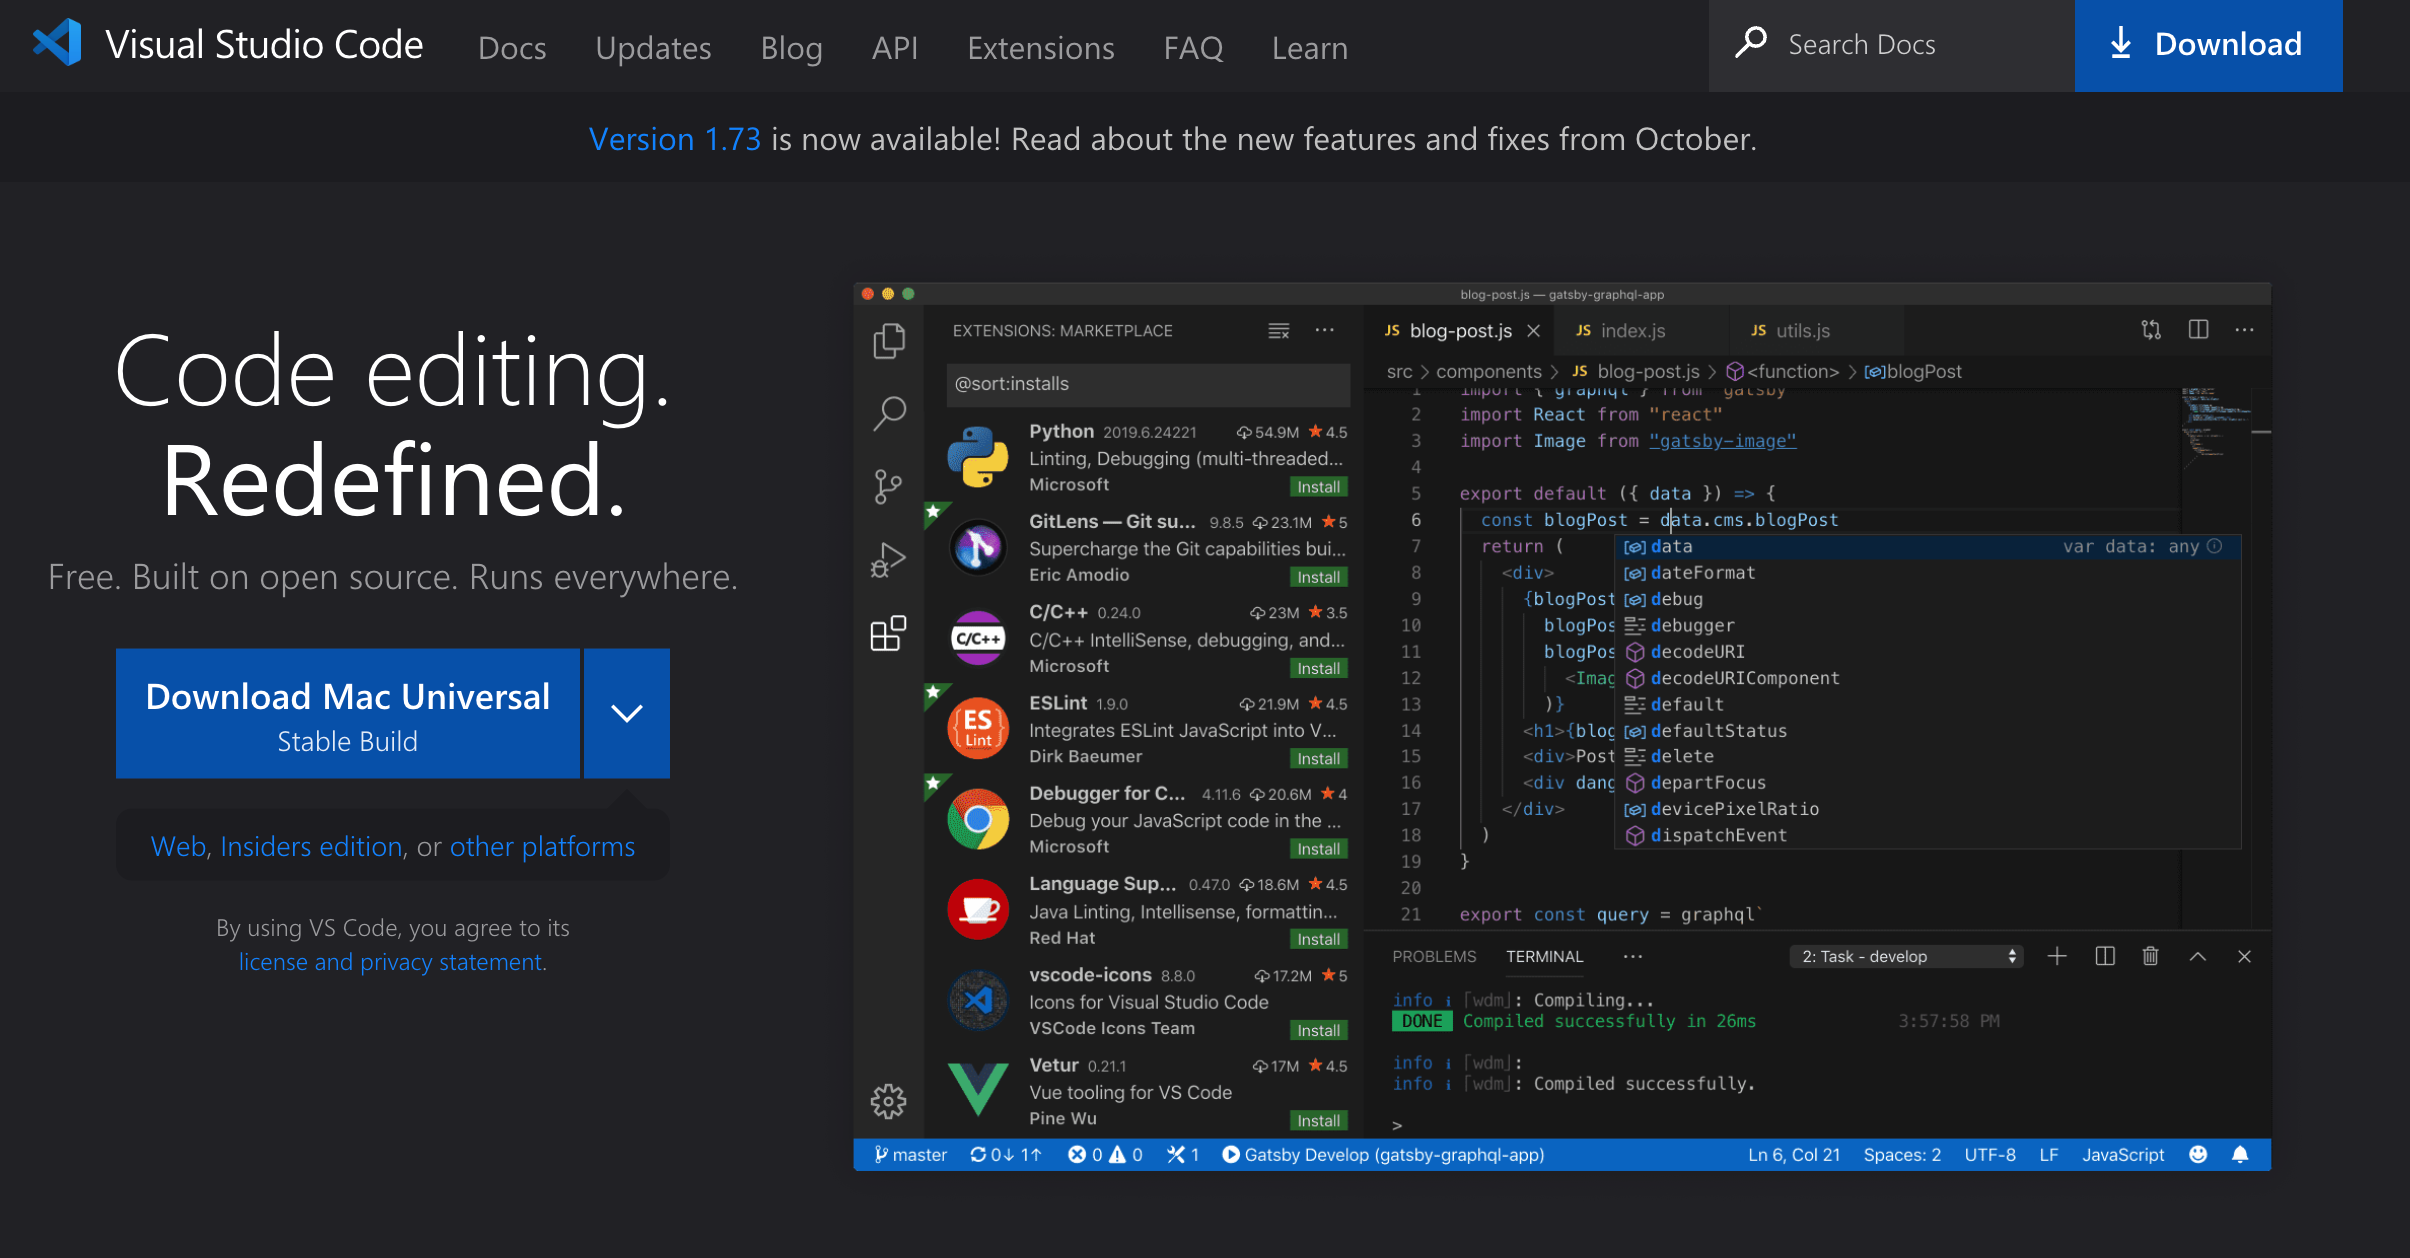 Visual Studio Code Docs Updates Blog API Extensions FAQ Learn Search Docs Download
Version 1.73 is now available! Read about the new features and fixes from October.
Code editing.
Redefined.
Free. Built on open source. Runs everywhere.
Download Mac Universal
Stable Build
Web, Insiders edition, or other platforms
By using VS Code, you agree to its
license and privacy statement.
blog-post.js — gatsby-graphql-app
EXTENSIONS: MARKETPLACE
@sort:installs
Python 2019.6.24221 54.9M 4.5
Linting, Debugging (multi-threaded...
Microsoft Install
GitLens — Git su... 9.8.5 23.1M 5
Supercharge the Git capabilities bui...
Eric Amodio Install
C/C++
C/C++ 0.24.0 23M 3.5
C/C++ IntelliSense, debugging, and...
Microsoft Install
ES
Lint
ESLint 1.9.0 21.9M 4.5
Integrates ESLint JavaScript into V...
Dirk Baeumer Install
Debugger for C... 4.11.6 20.6M 4
Debug your JavaScript code in the ...
Microsoft Install
Language Sup... 0.47.0 18.6M 4.5
Java Linting, Intellisense, formattin...
Red Hat Install
vscode-icons 8.8.0 17.2M 5
Icons for Visual Studio Code
VSCode Icons Team Install
Vetur 0.21.1 17M 4.5
Vue tooling for VS Code
Pine Wu Install
JS blog-post.js JS index.js JS utils.js
src > components > JS blog-post.js > <function> > blogPost
1 import { graphql } from "gatsby"
2 import React from "react"
3 import Image from "gatsby-image"
4
5 export default ({ data }) => {
6 const blogPost = data.cms.blogPost
7 return (
8 <div>
9 {blogPost
10 blogPos
11 blogPos
12 <Imag
13 )}
14 <h1>{blog
15 <div>Post
16 <div dang
17 </div>
18 )
19 }
20
21 export const query = graphql`
data var data: any
dateFormat
debug
debugger
decodeURI
decodeURIComponent
default
defaultStatus
delete
departFocus
devicePixelRatio
dispatchEvent
PROBLEMS TERMINAL ... 2: Task - develop
info i ｢wdm｣: Compiling...
DONE Compiled successfully in 26ms 3:57:58 PM
info i ｢wdm｣:
info i ｢wdm｣: Compiled successfully.
>
master 0↓ 1↑ 0 0 1 Gatsby Develop (gatsby-graphql-app) Ln 6, Col 21 Spaces: 2 UTF-8 LF JavaScript